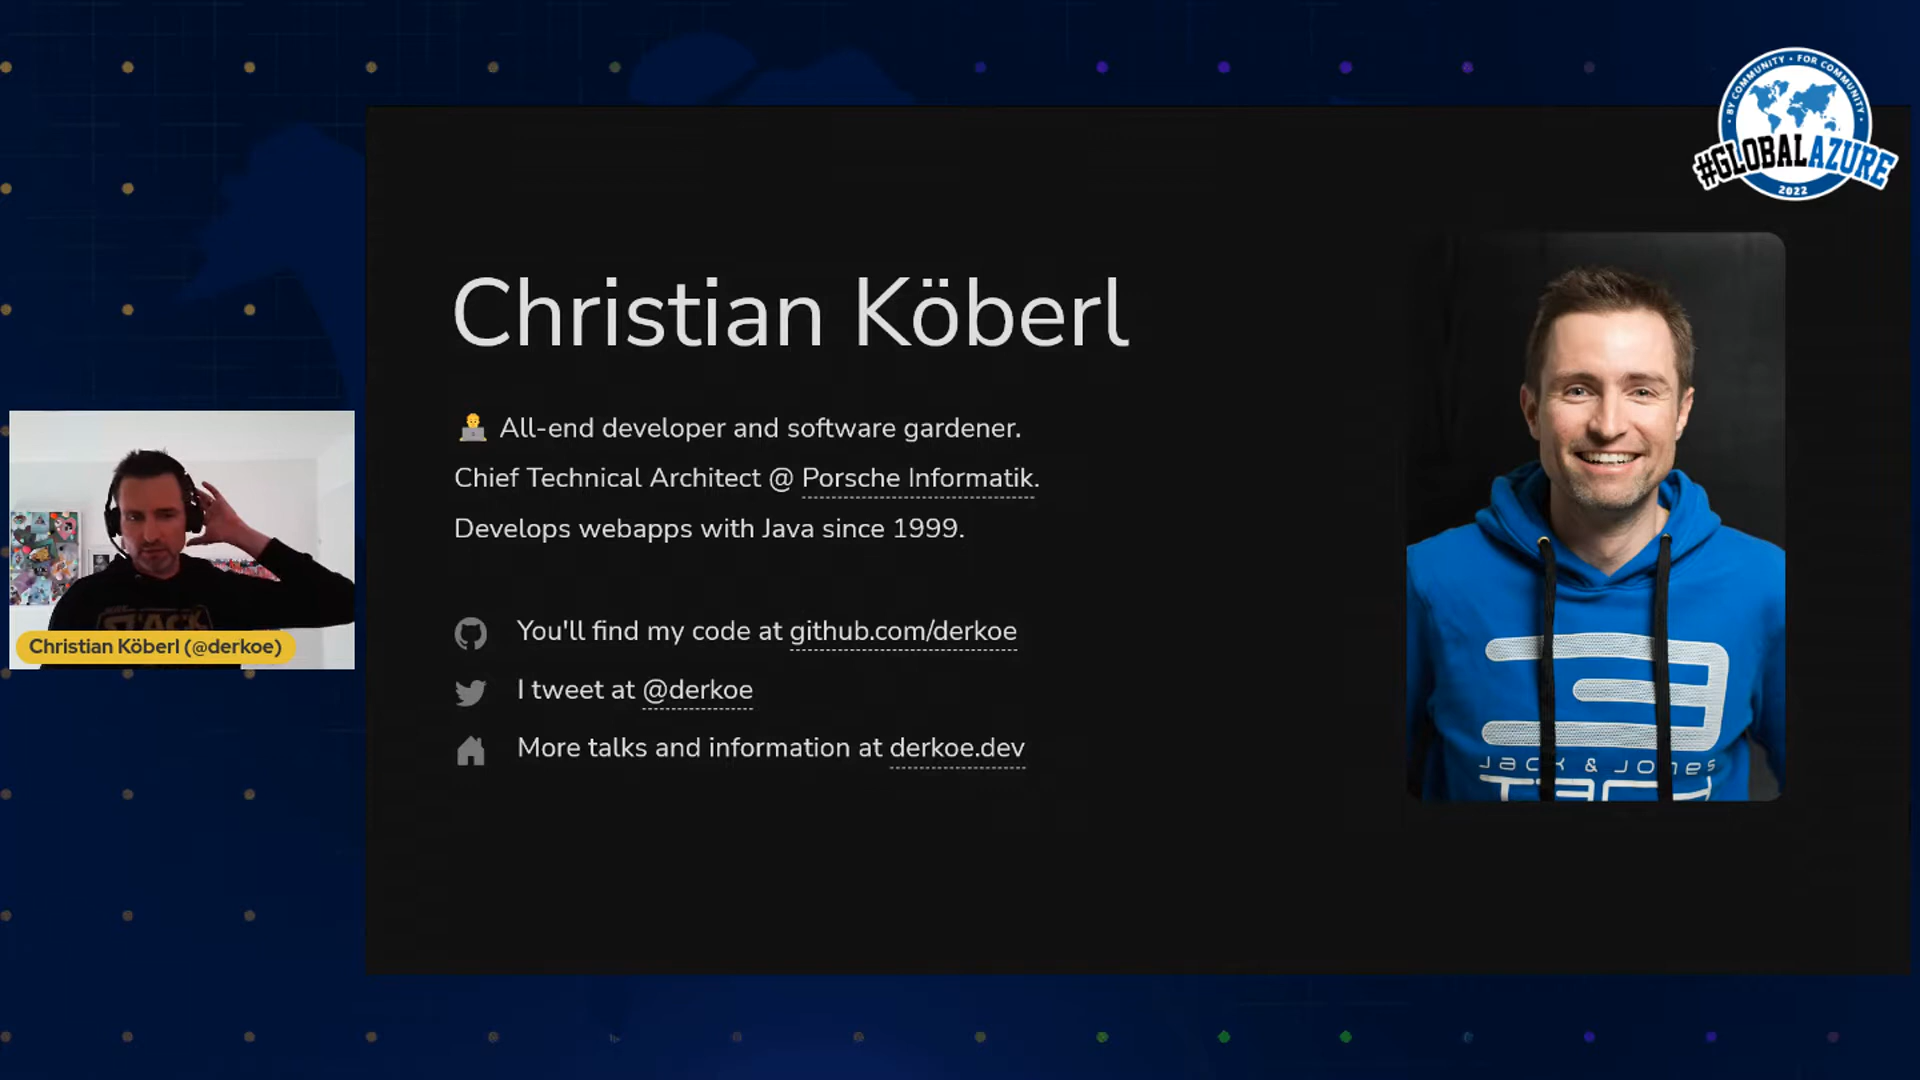 BY COMMUNITY • FOR COMMUNITY
#GLOBALAZURE
2022
Christian Köberl
All-end developer and software gardener.
Chief Technical Architect @ Porsche Informatik.
Develops webapps with Java since 1999.
You'll find my code at github.com/derkoe
I tweet at @derkoe
More talks and information at derkoe.dev
STACK
Christian Köberl (@derkoe)
JACK & JONES
TECH